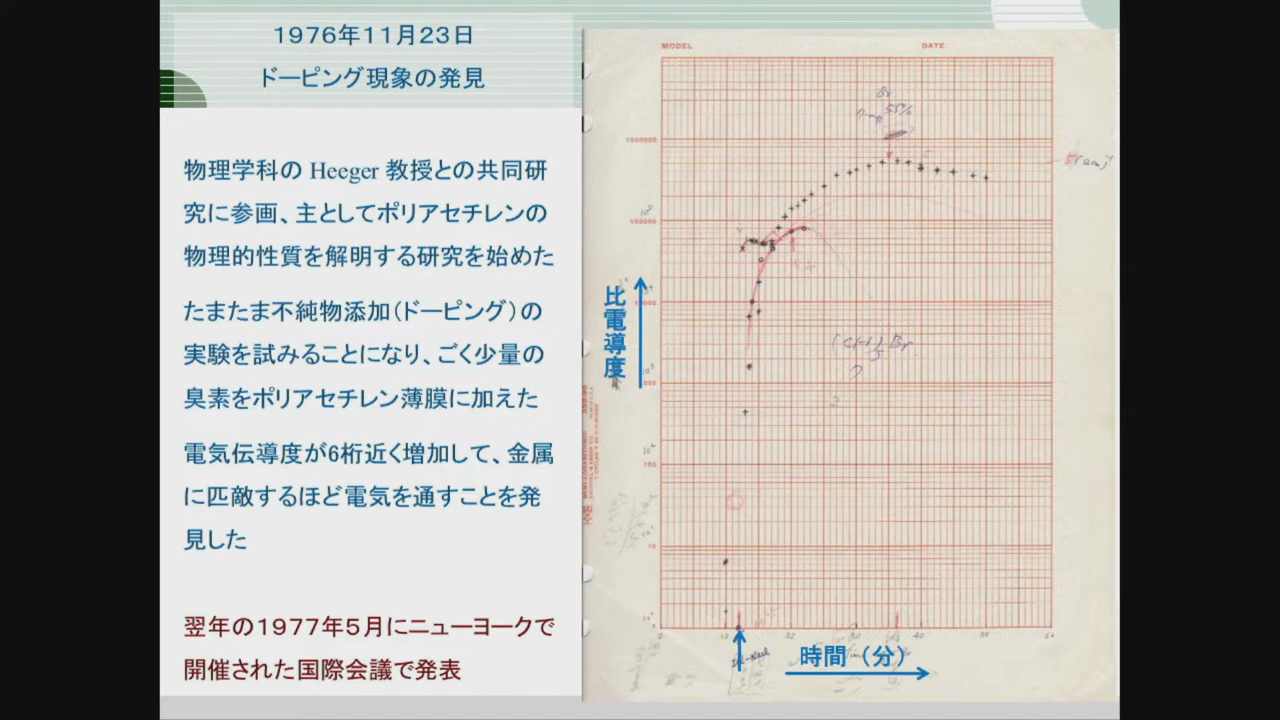 1976年11月23日
ドーピング現象の発見
物理学科の Heeger 教授との共同研
究に参画、主としてポリアセチレンの
物理的性質を解明する研究を始めた
たまたま不純物添加（ドーピング）の
実験を試みることになり、ごく少量の
臭素をポリアセチレン薄膜に加えた
電気伝導度が6桁近く増加して、金属
に匹敵するほど電気を通すことを発
見した
翌年の1977年5月にニューヨークで
開催された国際会議で発表
MODEL
DATE
Br
55%
1000000
100000
比電導度
100
10
時間（分）